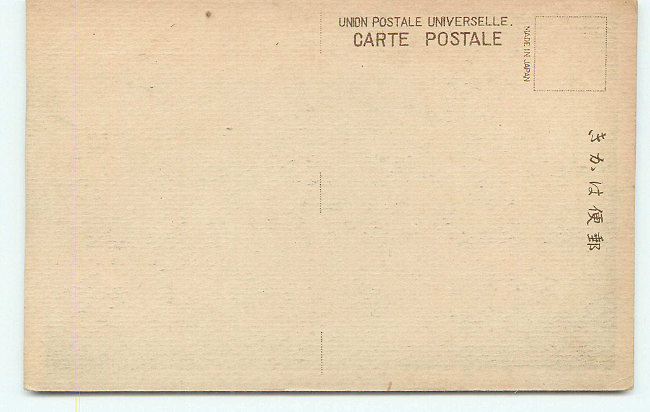 UNION POSTALE UNIVERSELLE.
CARTE POSTALE
MADE IN JAPAN
郵便はかき